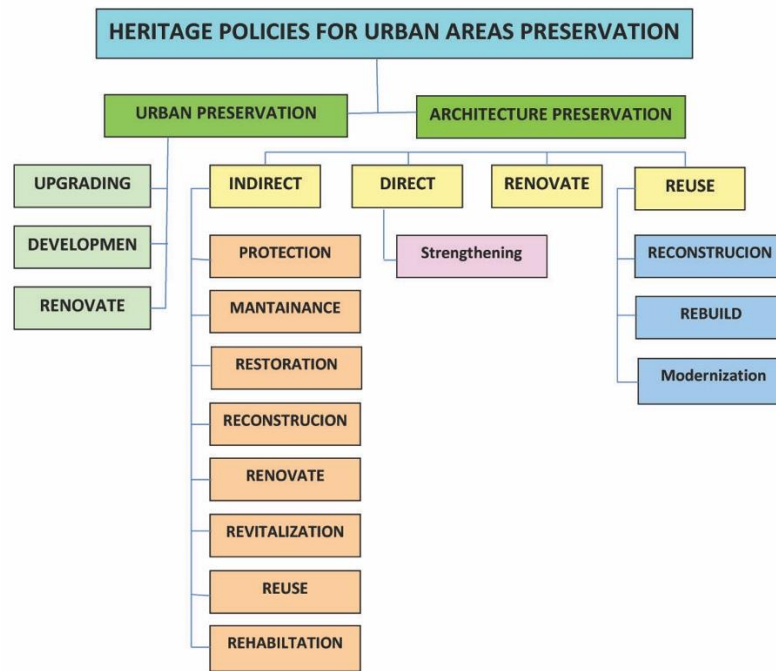 HERITAGE POLICIES FOR URBAN AREAS PRESERVATION
URBAN PRESERVATION
ARCHITECTURE PRESERVATION
UPGRADING
DEVELOPMEN
RENOVATE
INDIRECT
DIRECT
RENOVATE
REUSE
PROTECTION
MANTAINANCE
RESTORATION
RECONSTRUCION
RENOVATE
REVITALIZATION
REUSE
REHABILTATION
Strengthening
RECONSTRUCION
REBUILD
Modernization